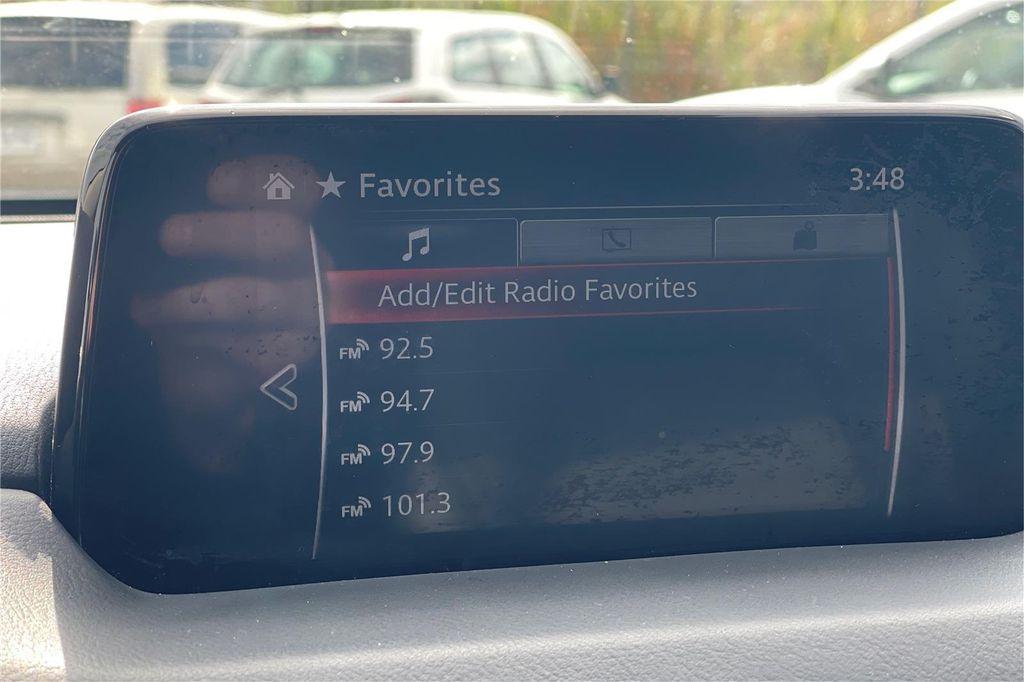 Favorites
3:48
Add/Edit Radio Favorites
FM 92.5
FM 94.7
FM 97.9
FM 101.3